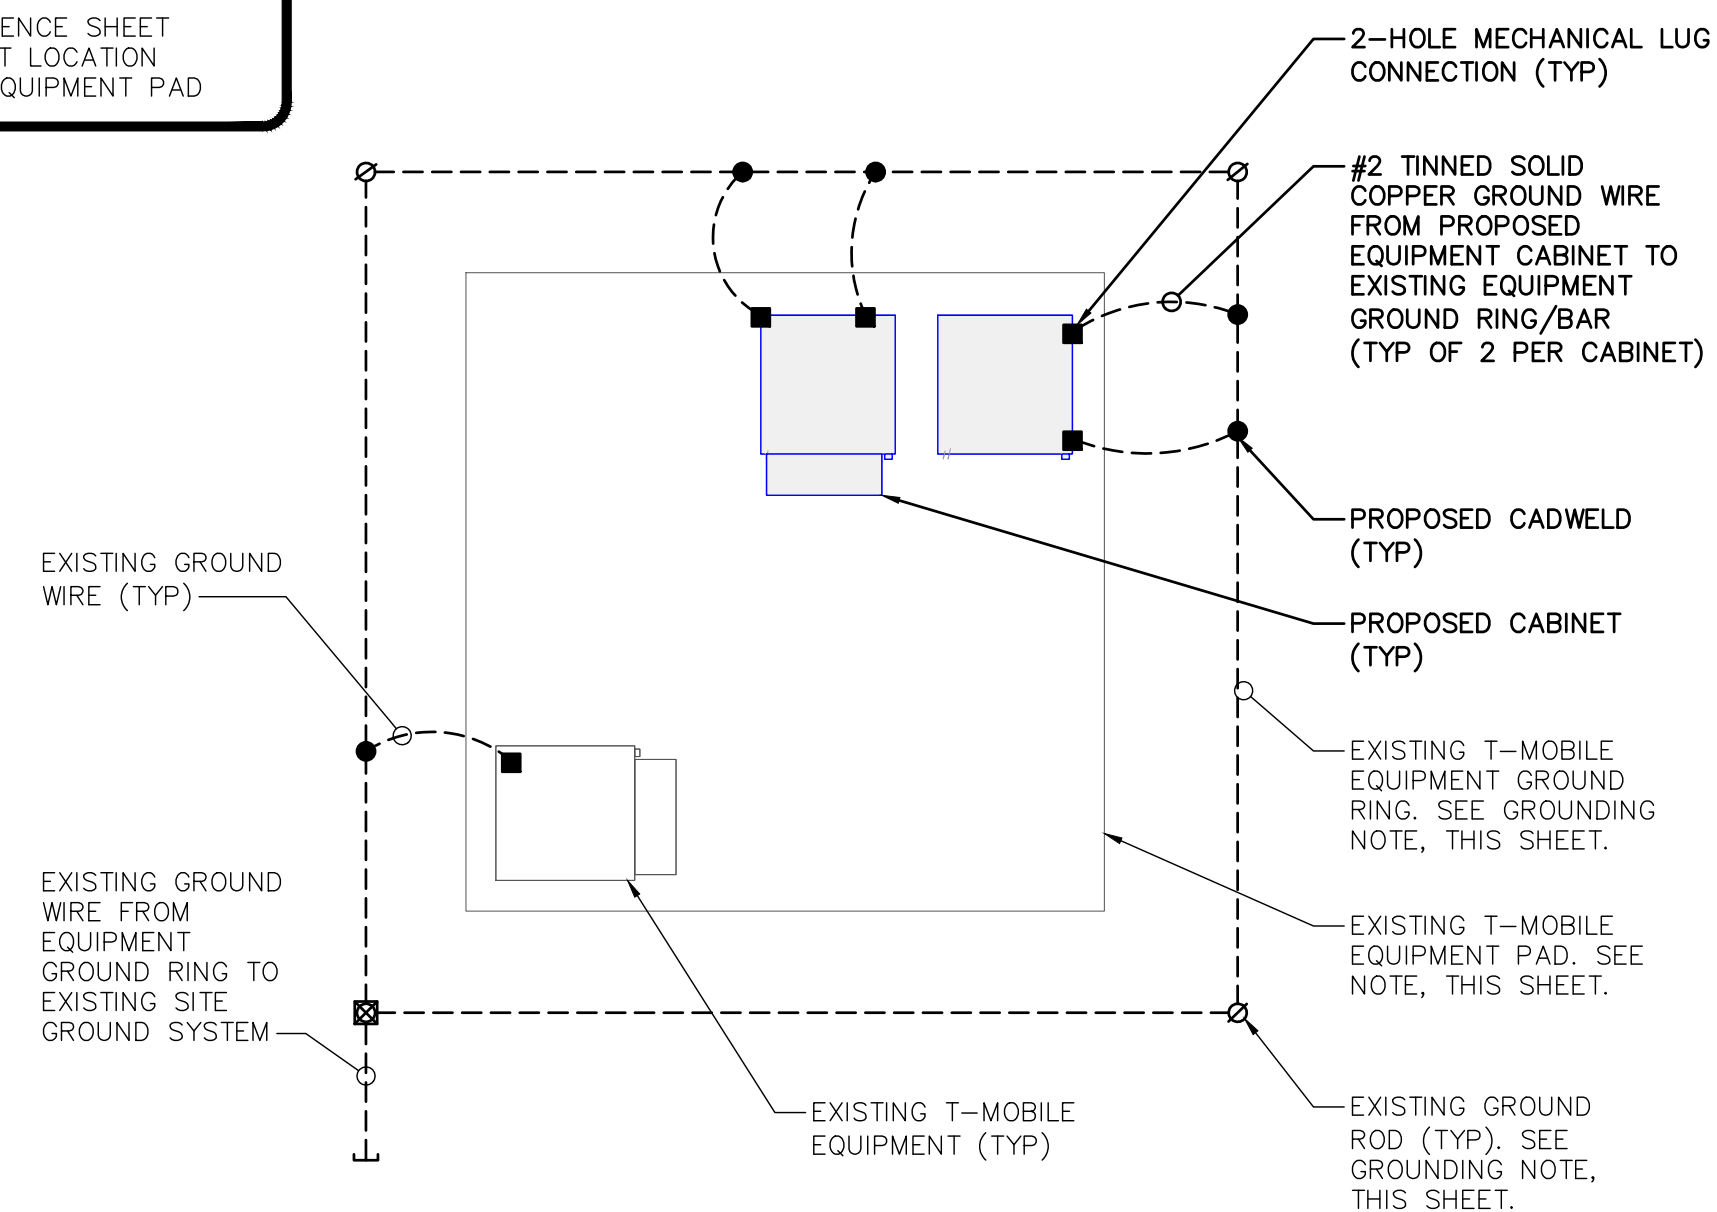 ENCE SHEET
T LOCATION
QUIPMENT PAD
2-HOLE MECHANICAL LUG
CONNECTION (TYP)
#2 TINNED SOLID
COPPER GROUND WIRE
FROM PROPOSED
EQUIPMENT CABINET TO
EXISTING EQUIPMENT
GROUND RING/BAR
(TYP OF 2 PER CABINET)
PROPOSED CADWELD
(TYP)
PROPOSED CABINET
(TYP)
EXISTING GROUND
WIRE (TYP)
EXISTING T-MOBILE
EQUIPMENT GROUND
RING. SEE GROUNDING
NOTE, THIS SHEET.
EXISTING GROUND
WIRE FROM
EQUIPMENT
GROUND RING TO
EXISTING SITE
GROUND SYSTEM
EXISTING T-MOBILE
EQUIPMENT PAD. SEE
NOTE, THIS SHEET.
EXISTING T-MOBILE
EQUIPMENT (TYP)
EXISTING GROUND
ROD (TYP). SEE
GROUNDING NOTE,
THIS SHEET.